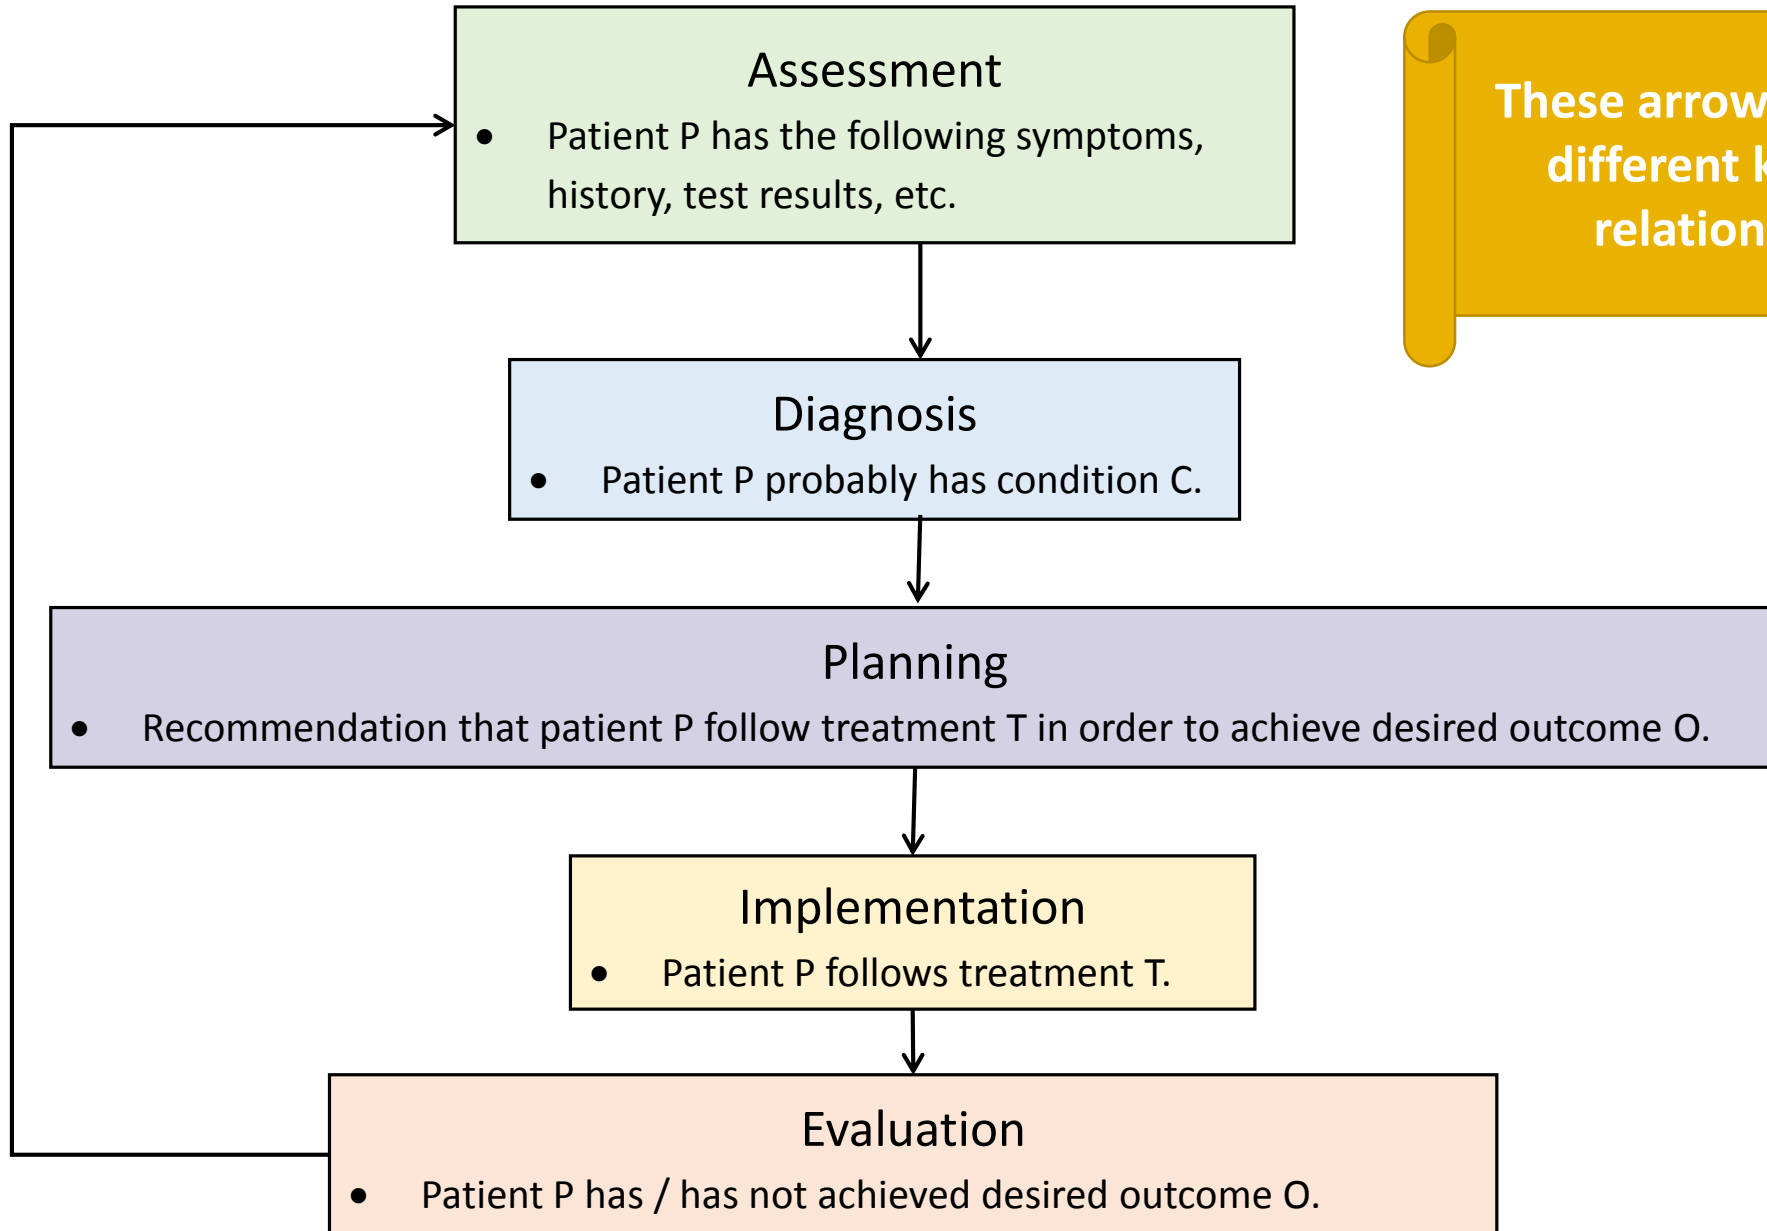 Assessment
• Patient P has the following symptoms,
history, test results, etc.
These arrow
different k
relation
Diagnosis
• Patient P probably has condition C.
Planning
• Recommendation that patient P follow treatment T in order to achieve desired outcome O.
Implementation
• Patient P follows treatment T.
Evaluation
• Patient P has / has not achieved desired outcome O.